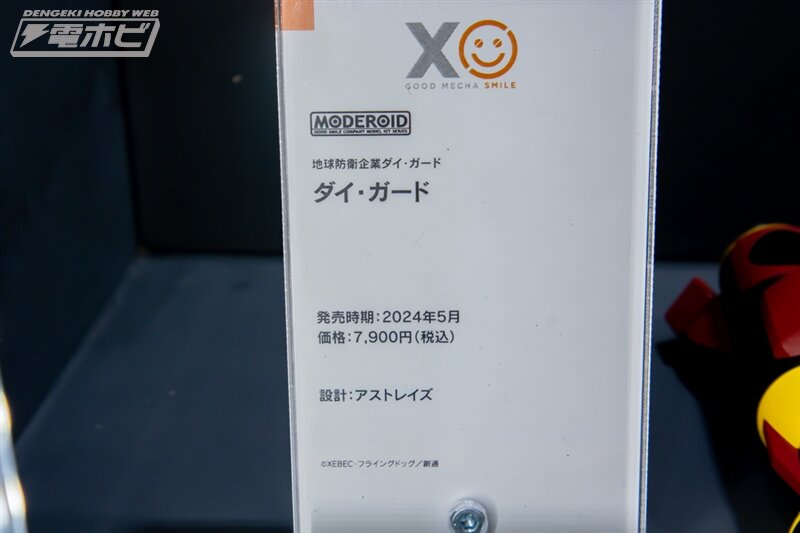 DENGEKI HOBBY WEB
電ホビ
XO
GOOD MECHA SMILE
MODEROID
GOOD SMILE COMPANY MODEL KIT SERIES
地球防衛企業ダイ・ガード
ダイ・ガード
発売時期：2024年5月
価格：7,900円（税込）
設計：アストレイズ
©XEBEC・フライングドッグ／創通